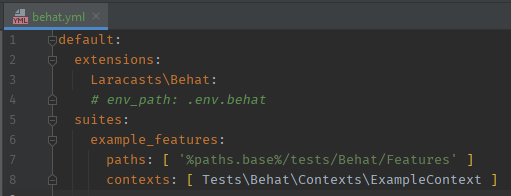 behat.yml
1 default:
2   extensions:
3     Laracasts\Behat:
4     # env_path: .env.behat
5   suites:
6     example_features:
7       paths: [ '%paths.base%/tests/Behat/Features' ]
8       contexts: [ Tests\Behat\Contexts\ExampleContext ]